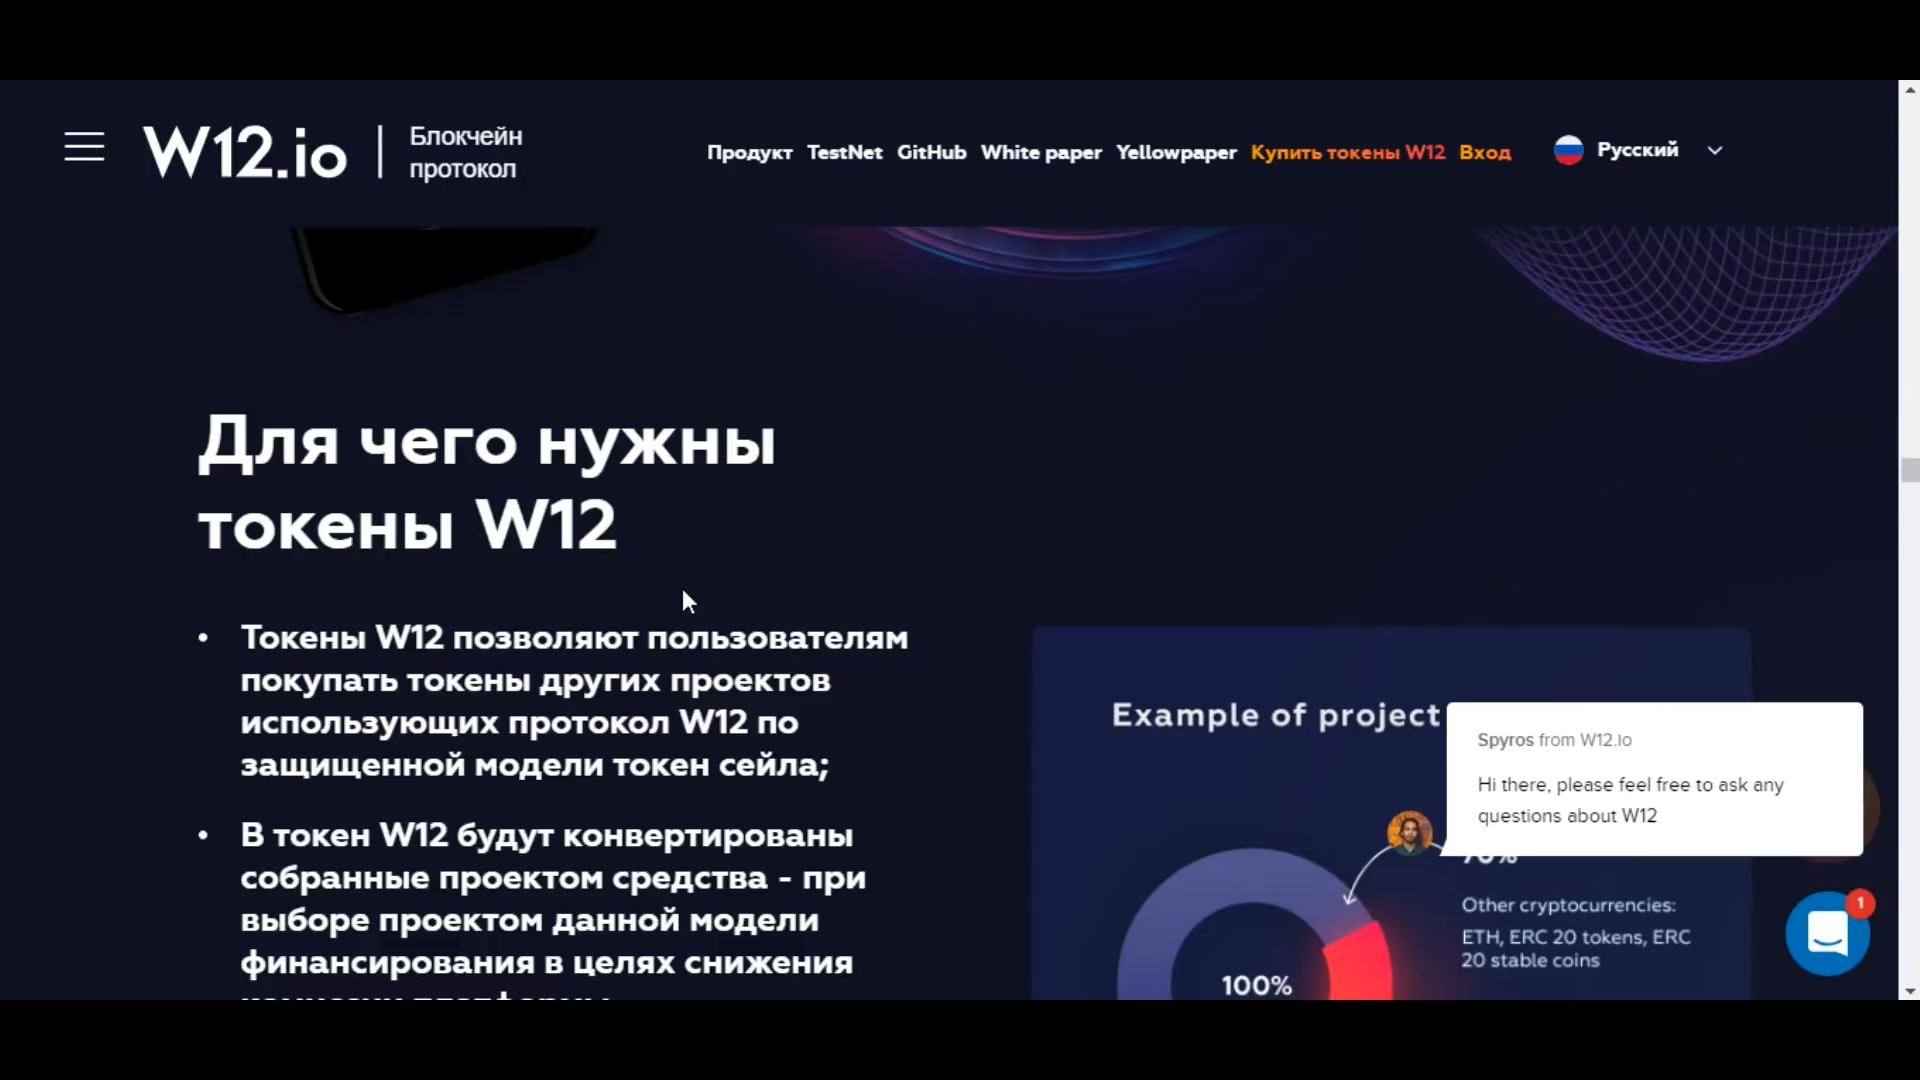 W12.io
Блокчейн
протокол
Продукт TestNet GitHub White paper Yellowpaper Купить токены W12 Вход
Русский
Для чего нужны
токены W12
• Токены W12 позволяют пользователям
покупать токены других проектов
использующих протокол W12 по
защищенной модели токен сейла;
• В токен W12 будут конвертированы
собранные проектом средства - при
выборе проектом данной модели
финансирования в целях снижения
Example of project
Spyros from W12.io
Hi there, please feel free to ask any
questions about W12
70%
Other cryptocurrencies:
ETH, ERC 20 tokens, ERC
20 stable coins
100%
1